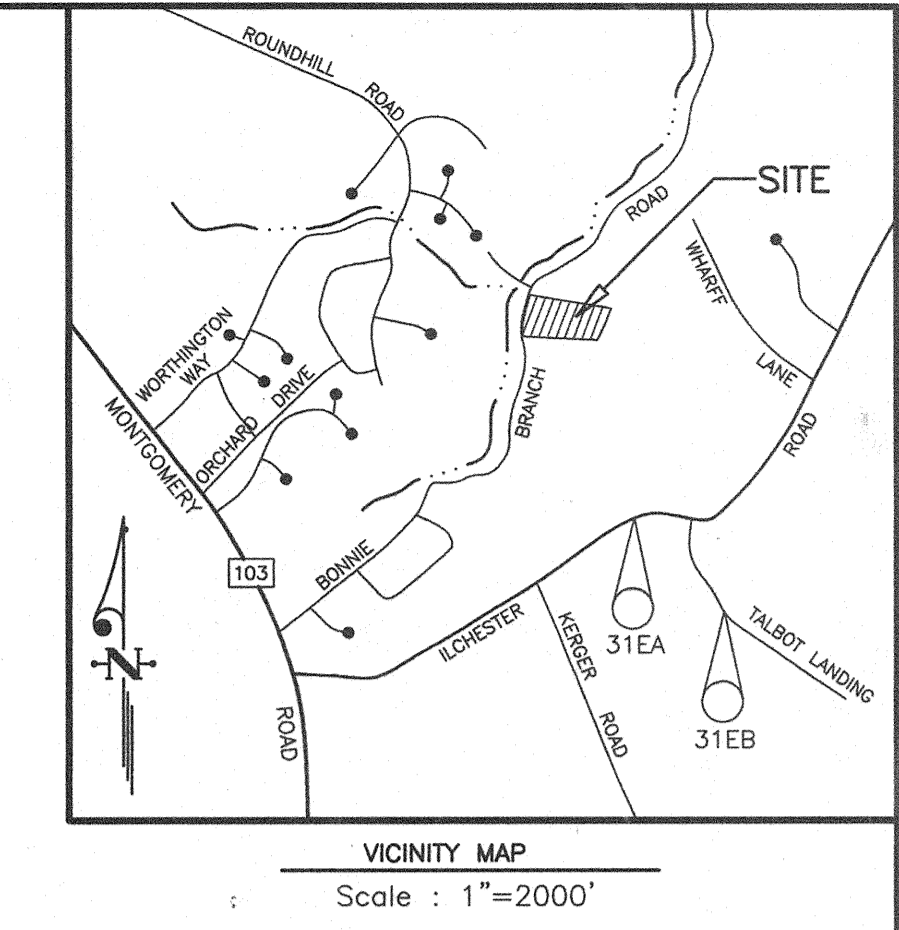 ROUNDHILL
ROAD
SITE
ROAD
WHARFF
LANE
WORTHINGTON
WAY
ORCHARD DRIVE
MONTGOMERY
BRANCH
ROAD
103
BONNIE
ILCHESTER
KERGER
ROAD
31EA
TALBOT LANDING
31EB
N
ROAD
VICINITY MAP
Scale : 1"=2000'